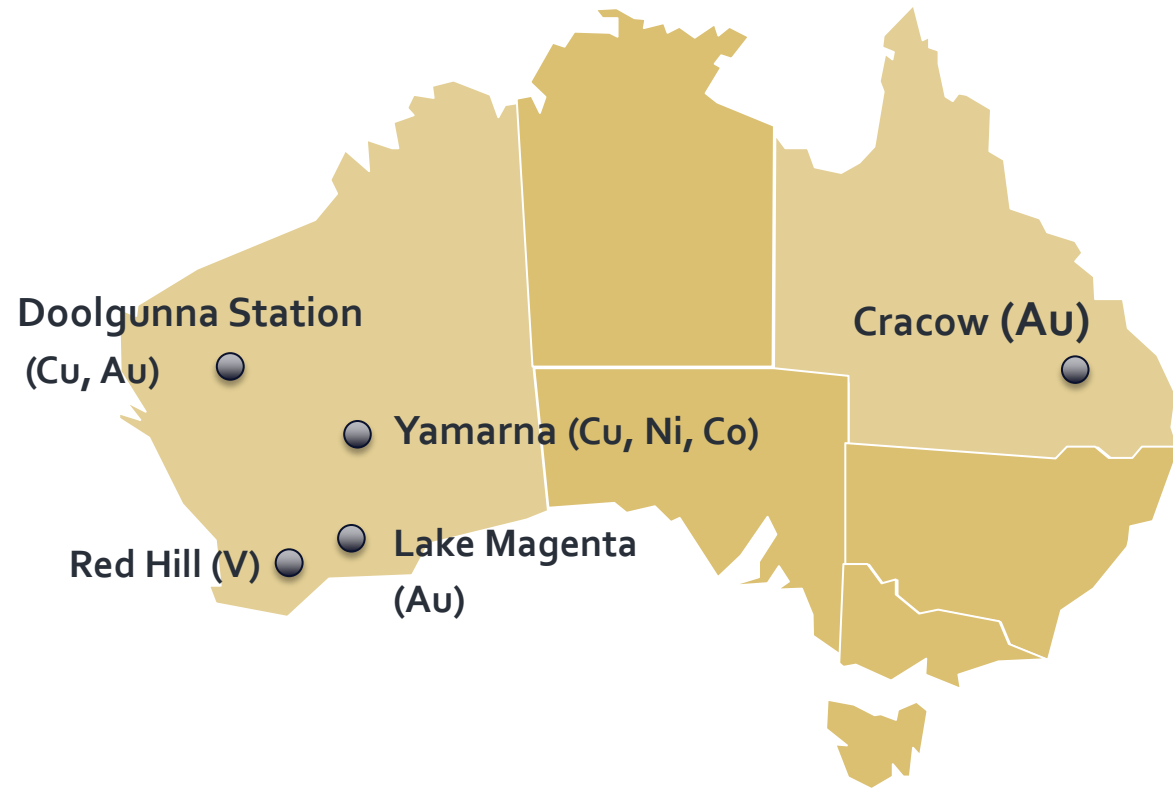 Doolgunna Station
(Cu, Au)
Cracow (Au)
Yamarna (Cu, Ni, Co)
Lake Magenta
(Au)
Red Hill (V)